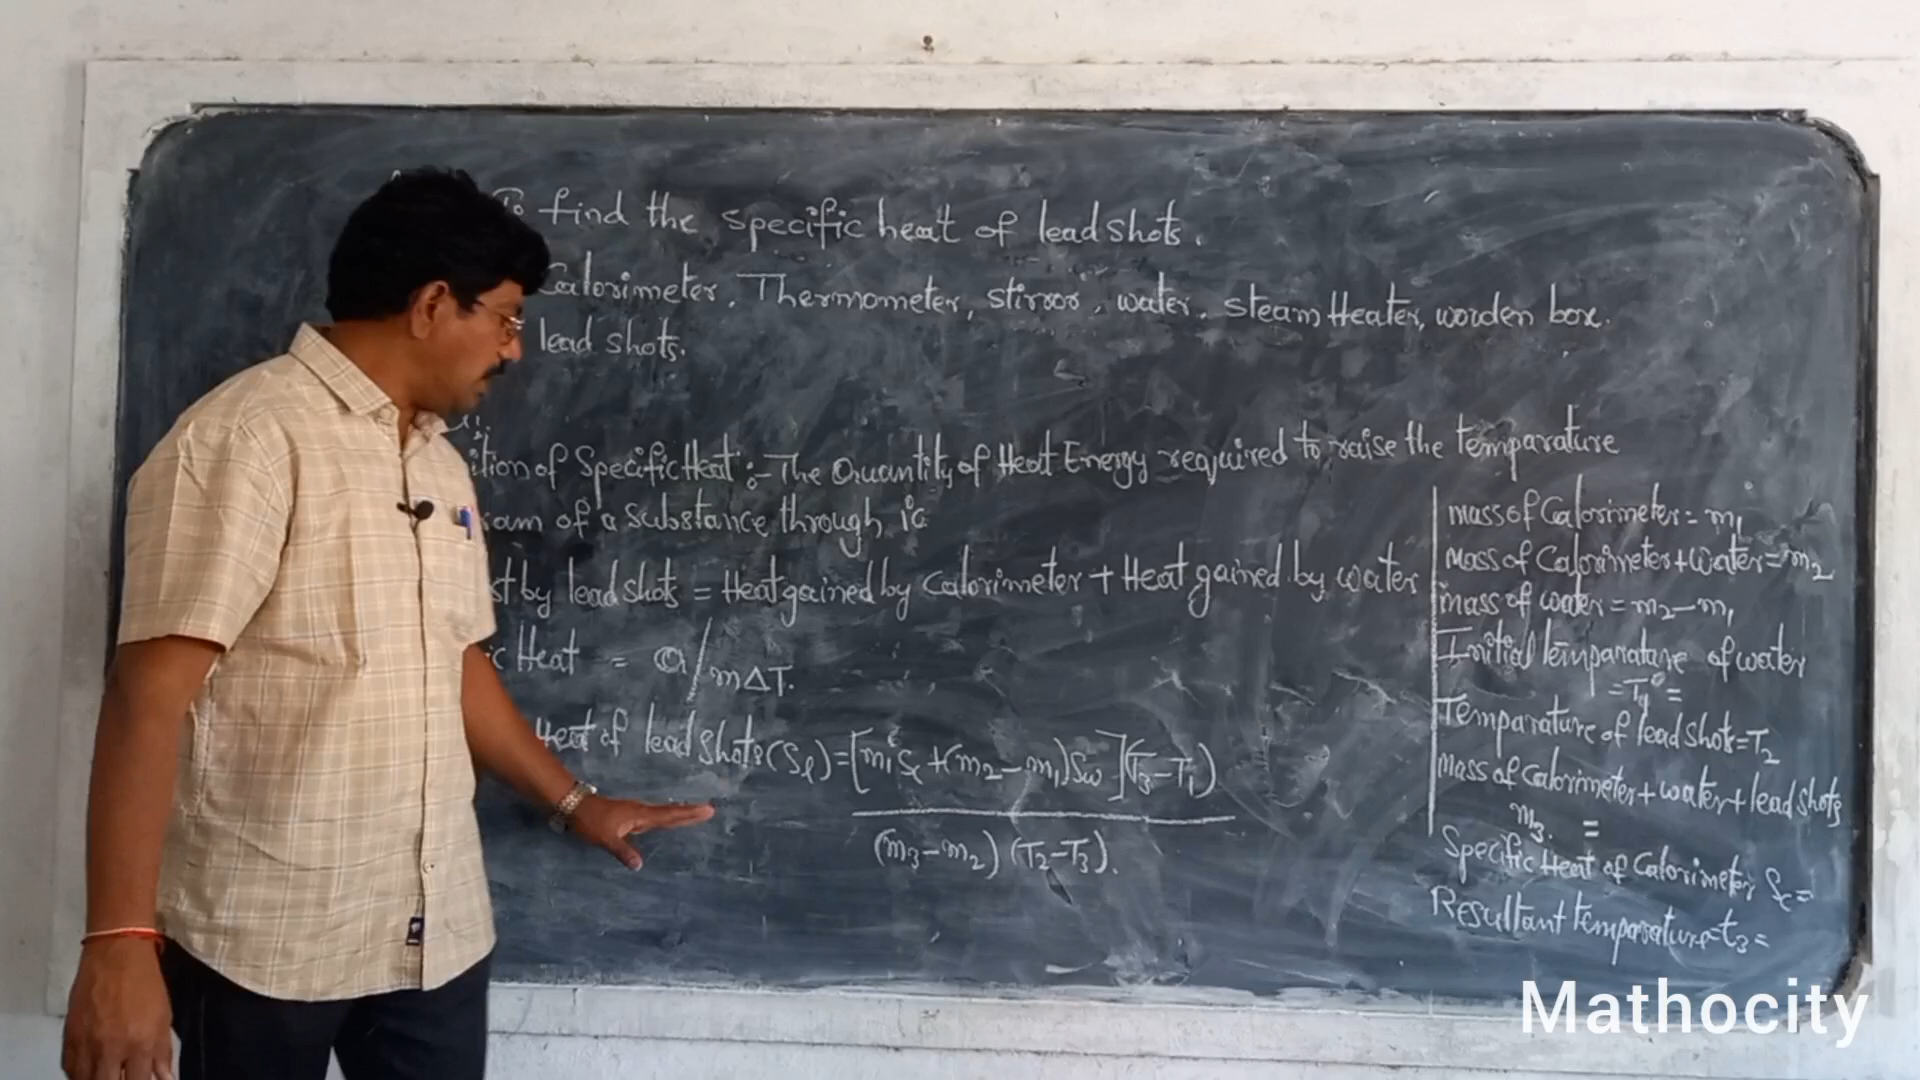 To find the specific heat of lead shots.
Calorimeter, Thermometer, stirror, water, steam Heater, wooden box.
lead shots.
ition of Specific Heat :- The Quantity of Heat Energy required to raise the temparature
ram of a substance through 1°c
st by lead shots = Heat gained by calorimeter + Heat gained by water
c Heat = Q/mΔT.
Heat of lead shots (Sl) = [m1Sc + (m2 - m1)Sw](T3 - T1)
(m3 - m2) (T2 - T3).
mass of Calorimeter = m1
mass of Calorimeter + water = m2
mass of water = m2 - m1
Initial temparature of water
= T1° =
Temparature of lead shots = T2
Mass of Calorimeter + water + lead shots
m3. =
Specific Heat of Calorimeter Sc =
Resultant temparature = t3 =
Mathocity